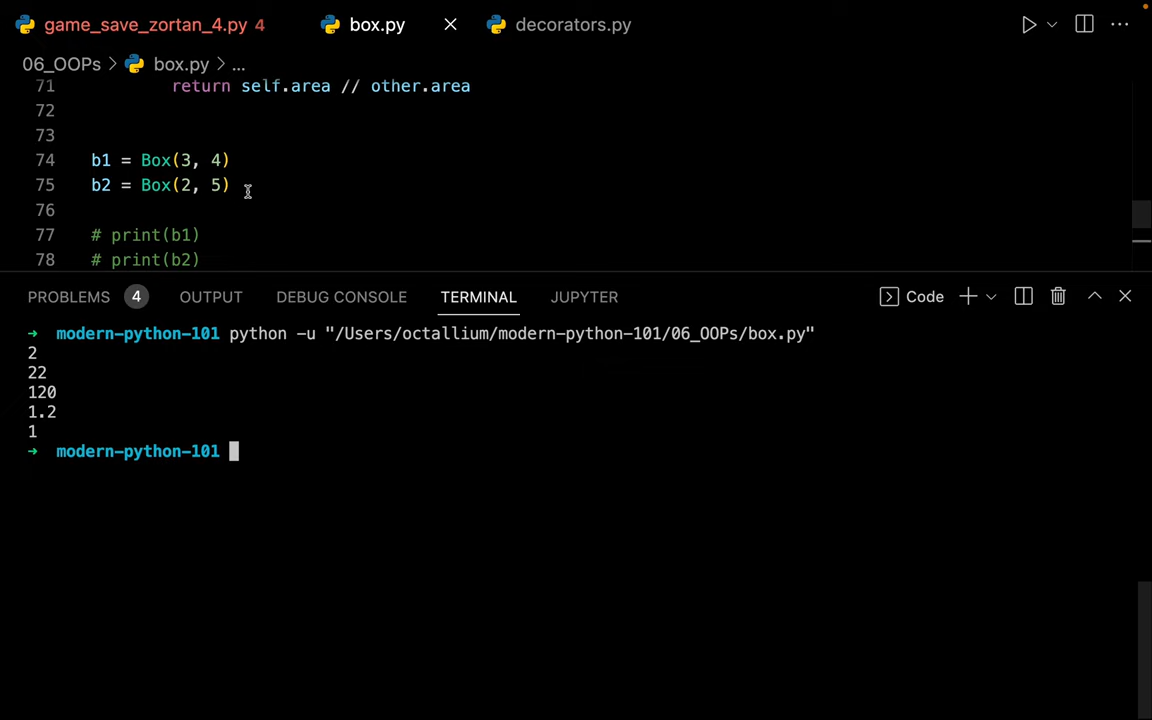 game_save_zortan_4.py 4 box.py decorators.py
06_OOPs > box.py > ...
71 return self.area // other.area
72
73
74 b1 = Box(3, 4)
75 b2 = Box(2, 5)
76
77 # print(b1)
78 # print(b2)
PROBLEMS 4 OUTPUT DEBUG CONSOLE TERMINAL JUPYTER Code
→ modern-python-101 python -u "/Users/octallium/modern-python-101/06_OOPs/box.py"
2
22
120
1.2
1
→ modern-python-101